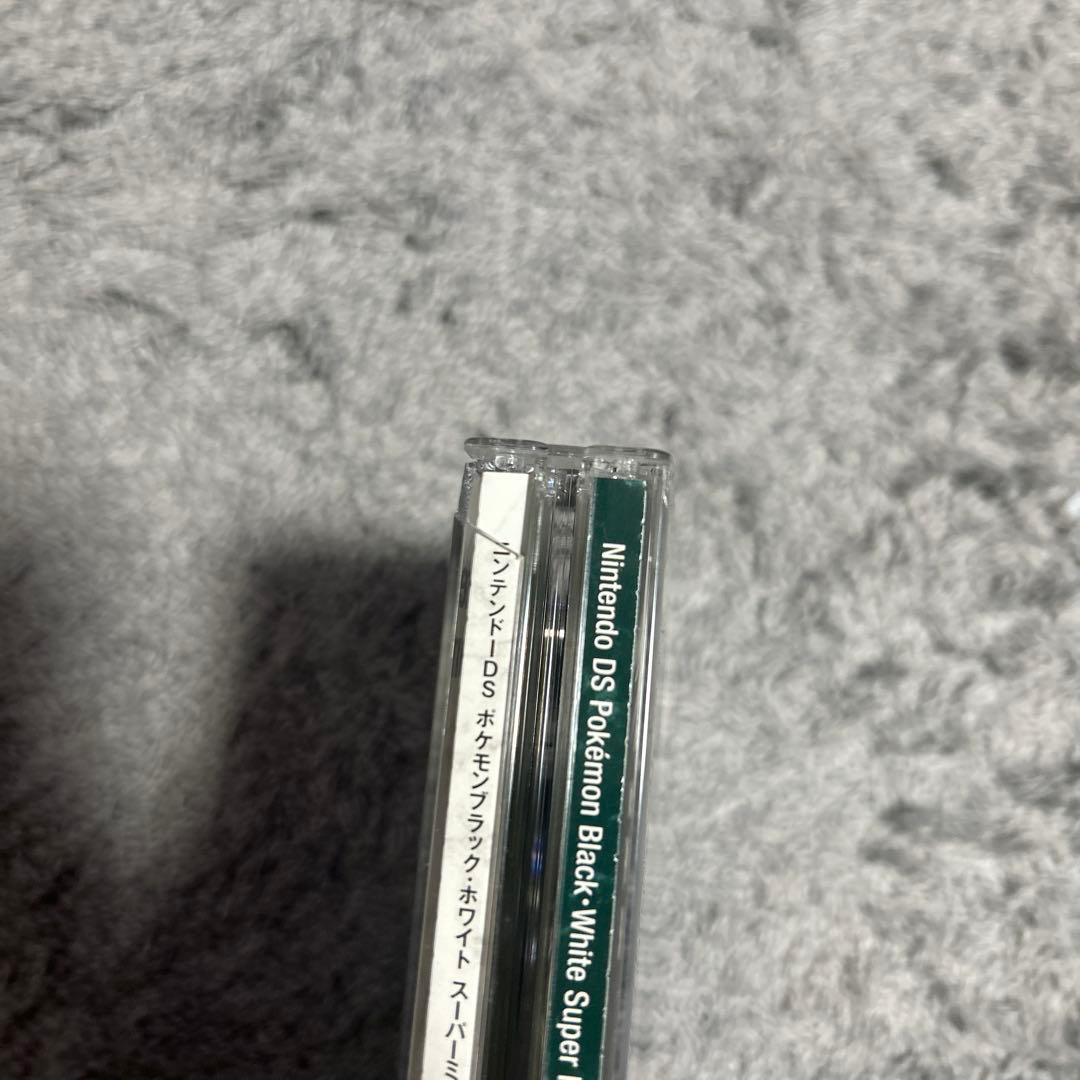 ニンテンドーDS ポケモンブラック・ホワイト スーパーミ
Nintendo DS Pokémon Black・White Super